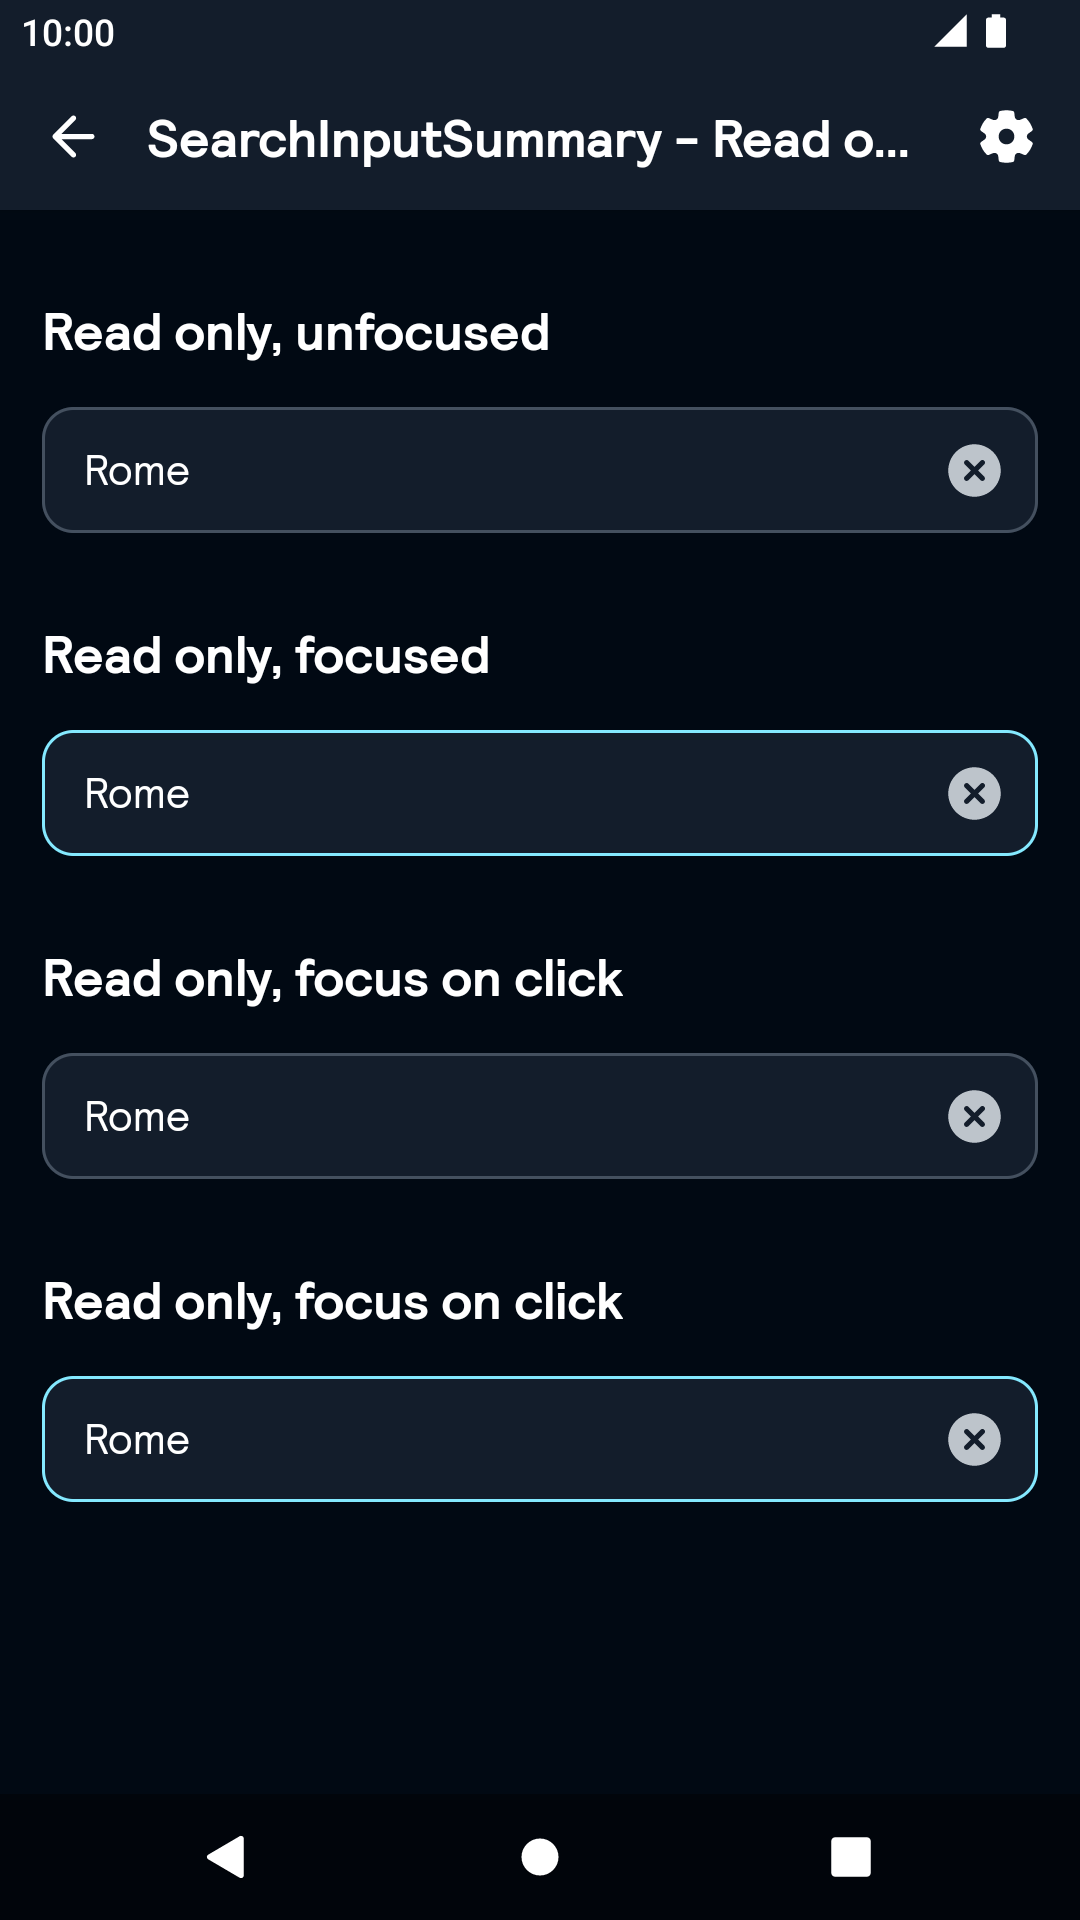 10:00
SearchInputSummary - Read o...
Read only, unfocused
Rome
Read only, focused
Rome
Read only, focus on click
Rome
Read only, focus on click
Rome